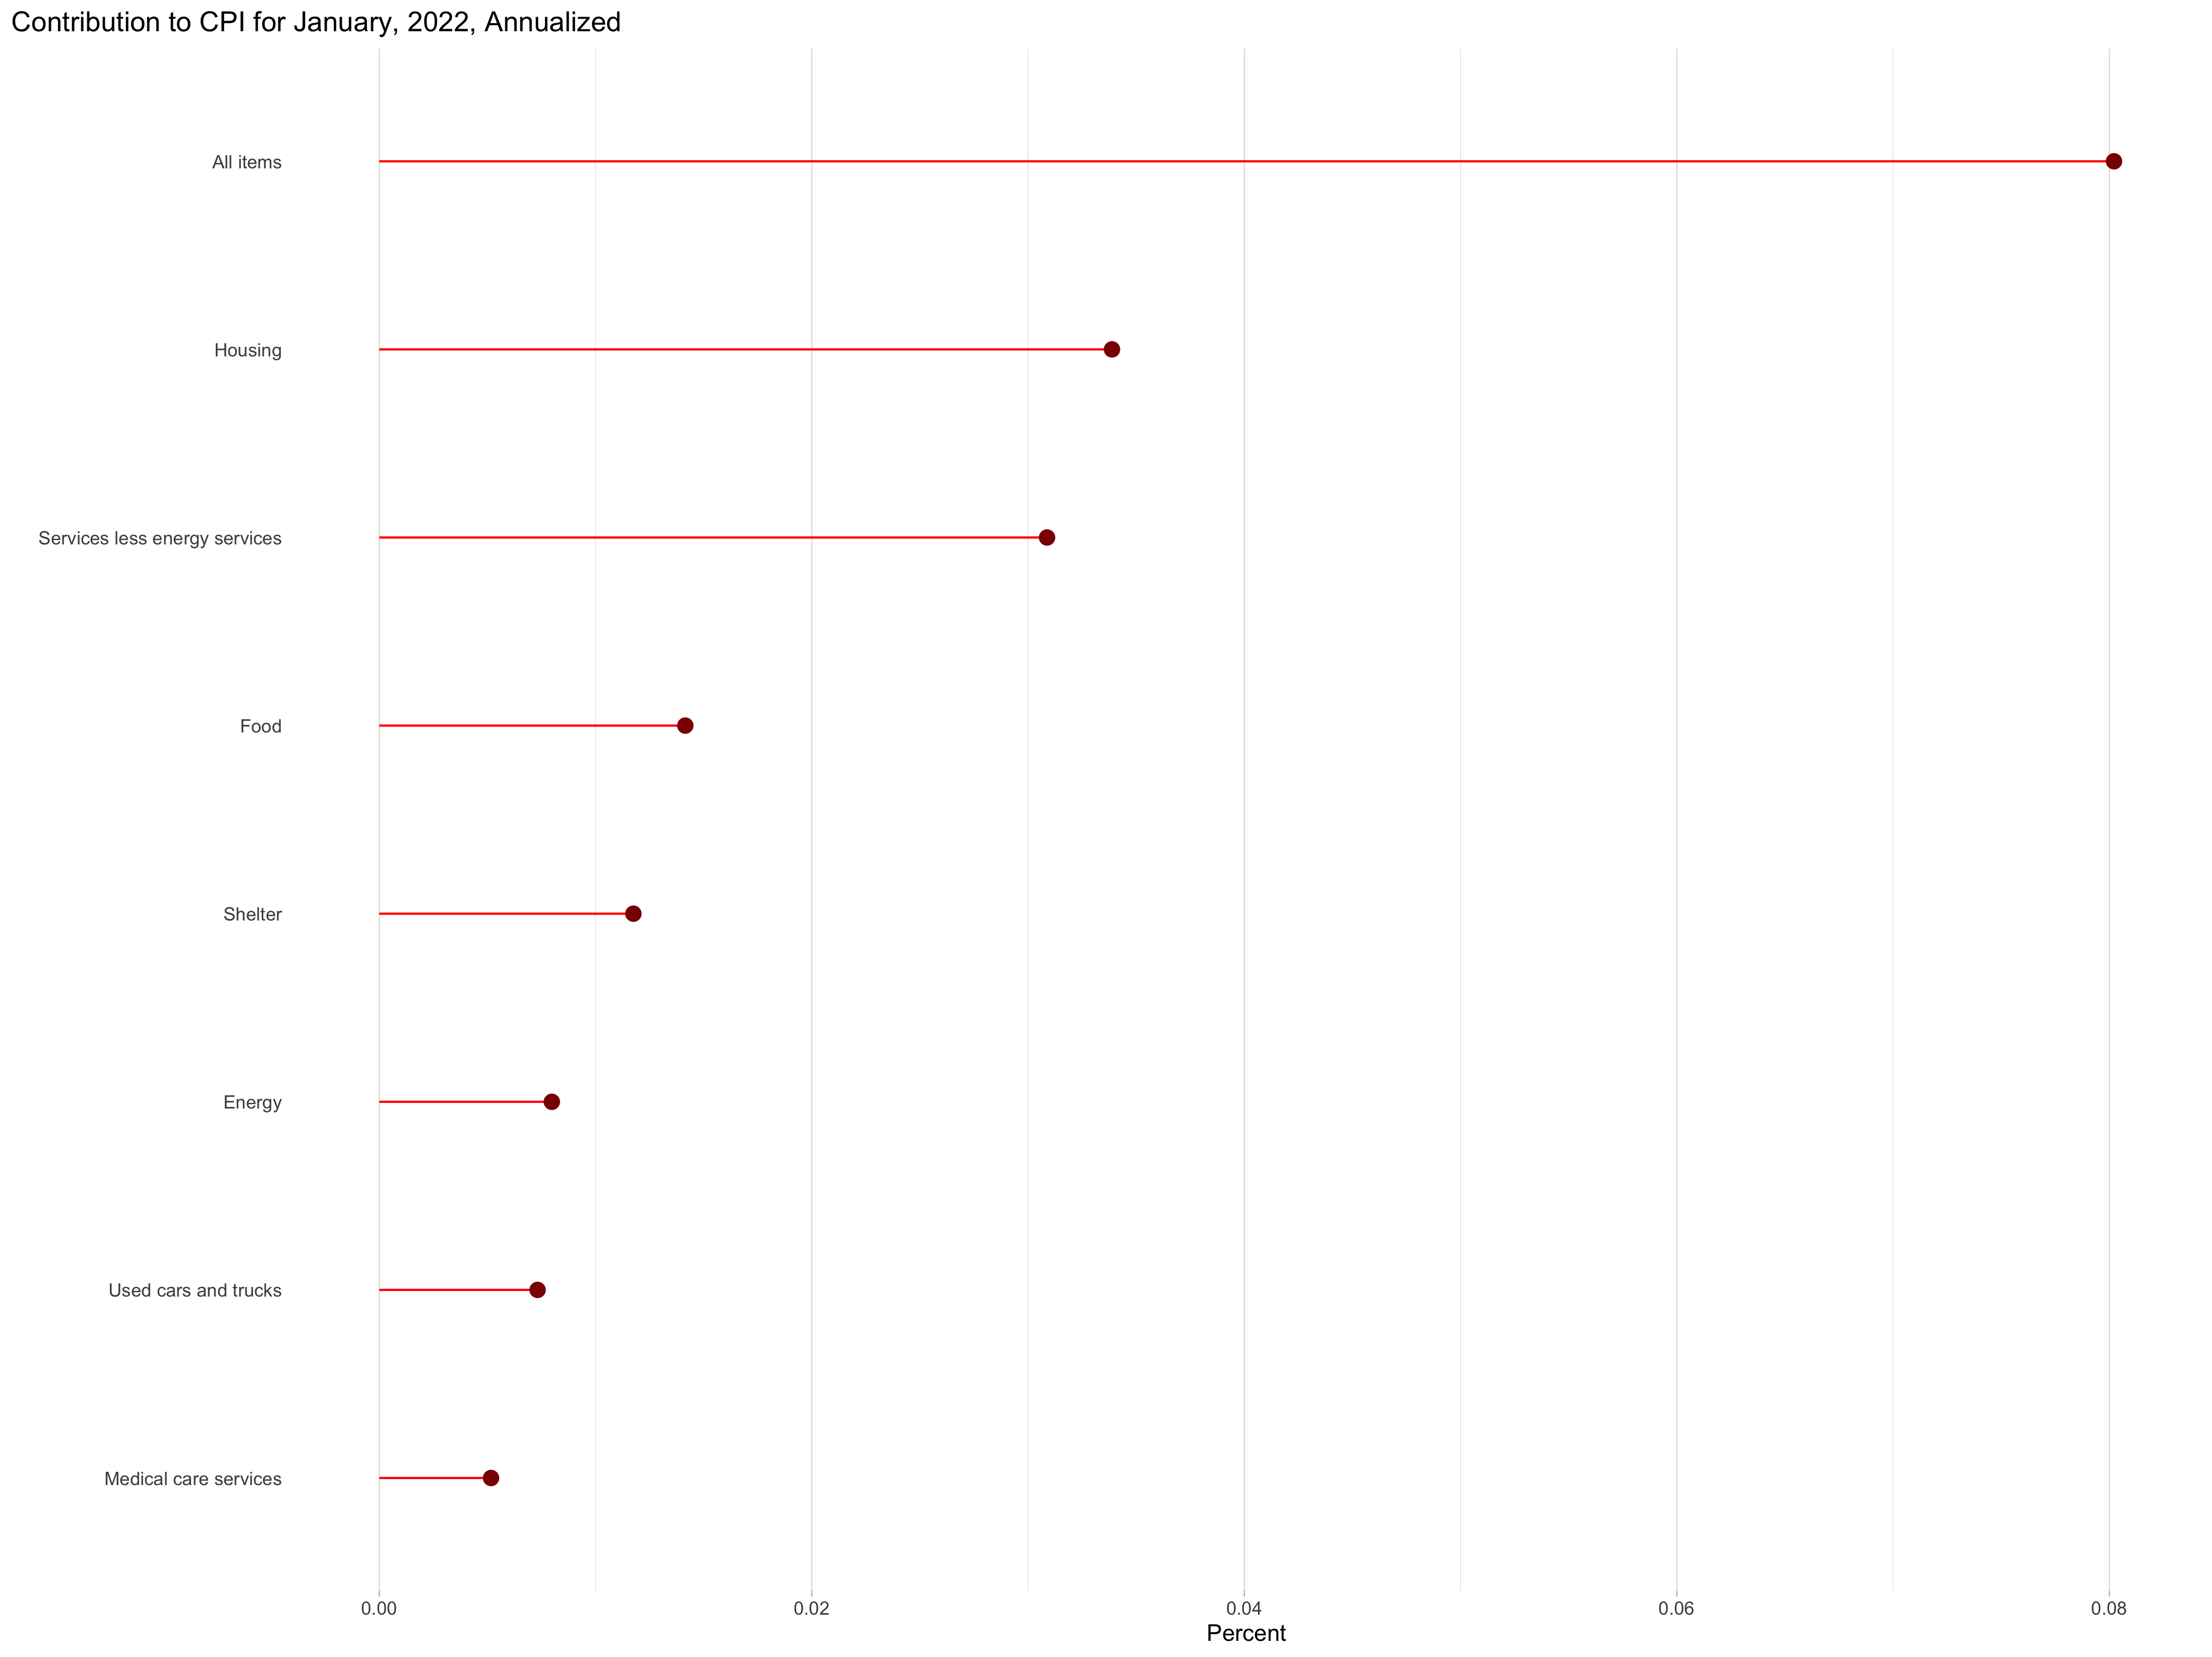 Contribution to CPI for January, 2022, Annualized
All items
Housing
Services less energy services
Food
Shelter
Energy
Used cars and trucks
Medical care services
0.00 0.02 0.04 0.06 0.08
Percent